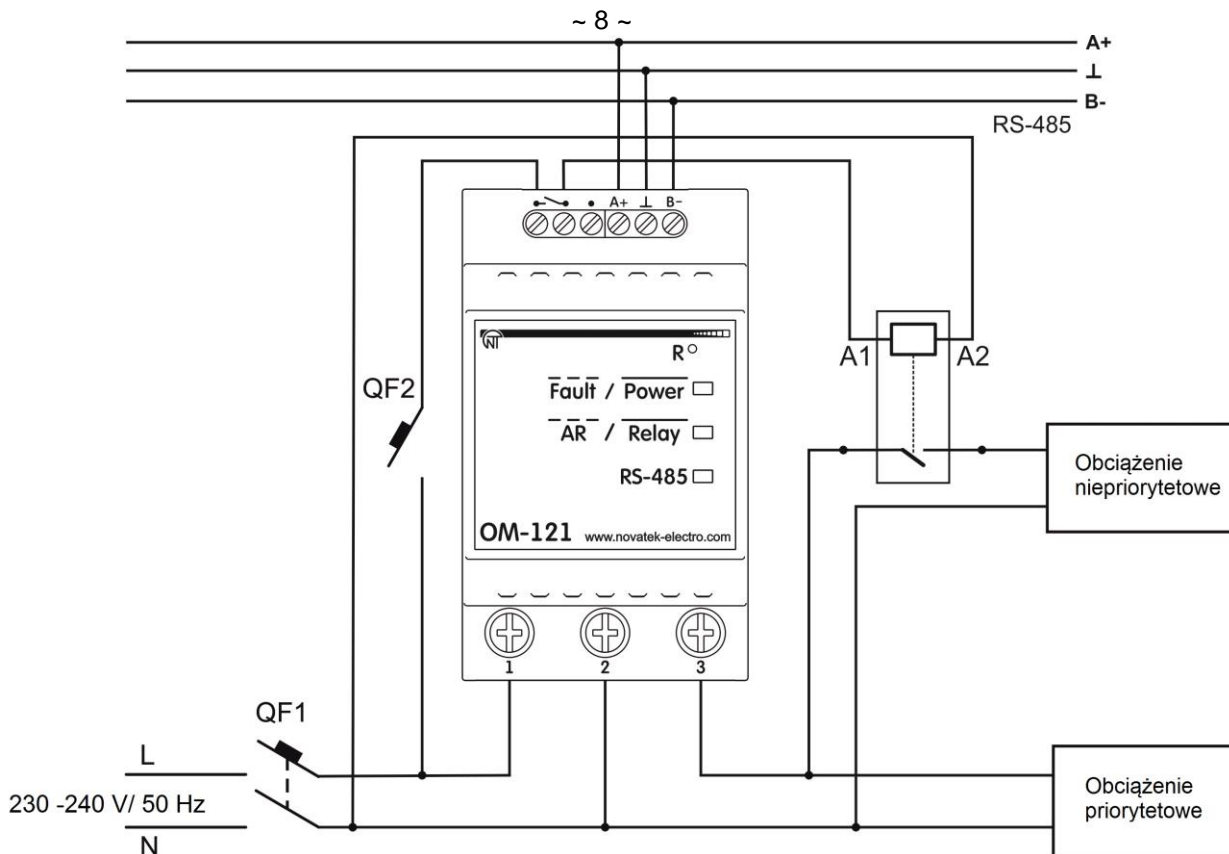 ~ 8 ~
A+
⊥
B-
RS-485
A+ ⊥ B-
R
A1 A2
QF2
Fault / Power
AR / Relay
RS-485
Obciążenie
niepriorytetowe
OM-121 www.novatek-electro.com
1 2 3
QF1
L
230 -240 V/ 50 Hz
N
Obciążenie
priorytetowe